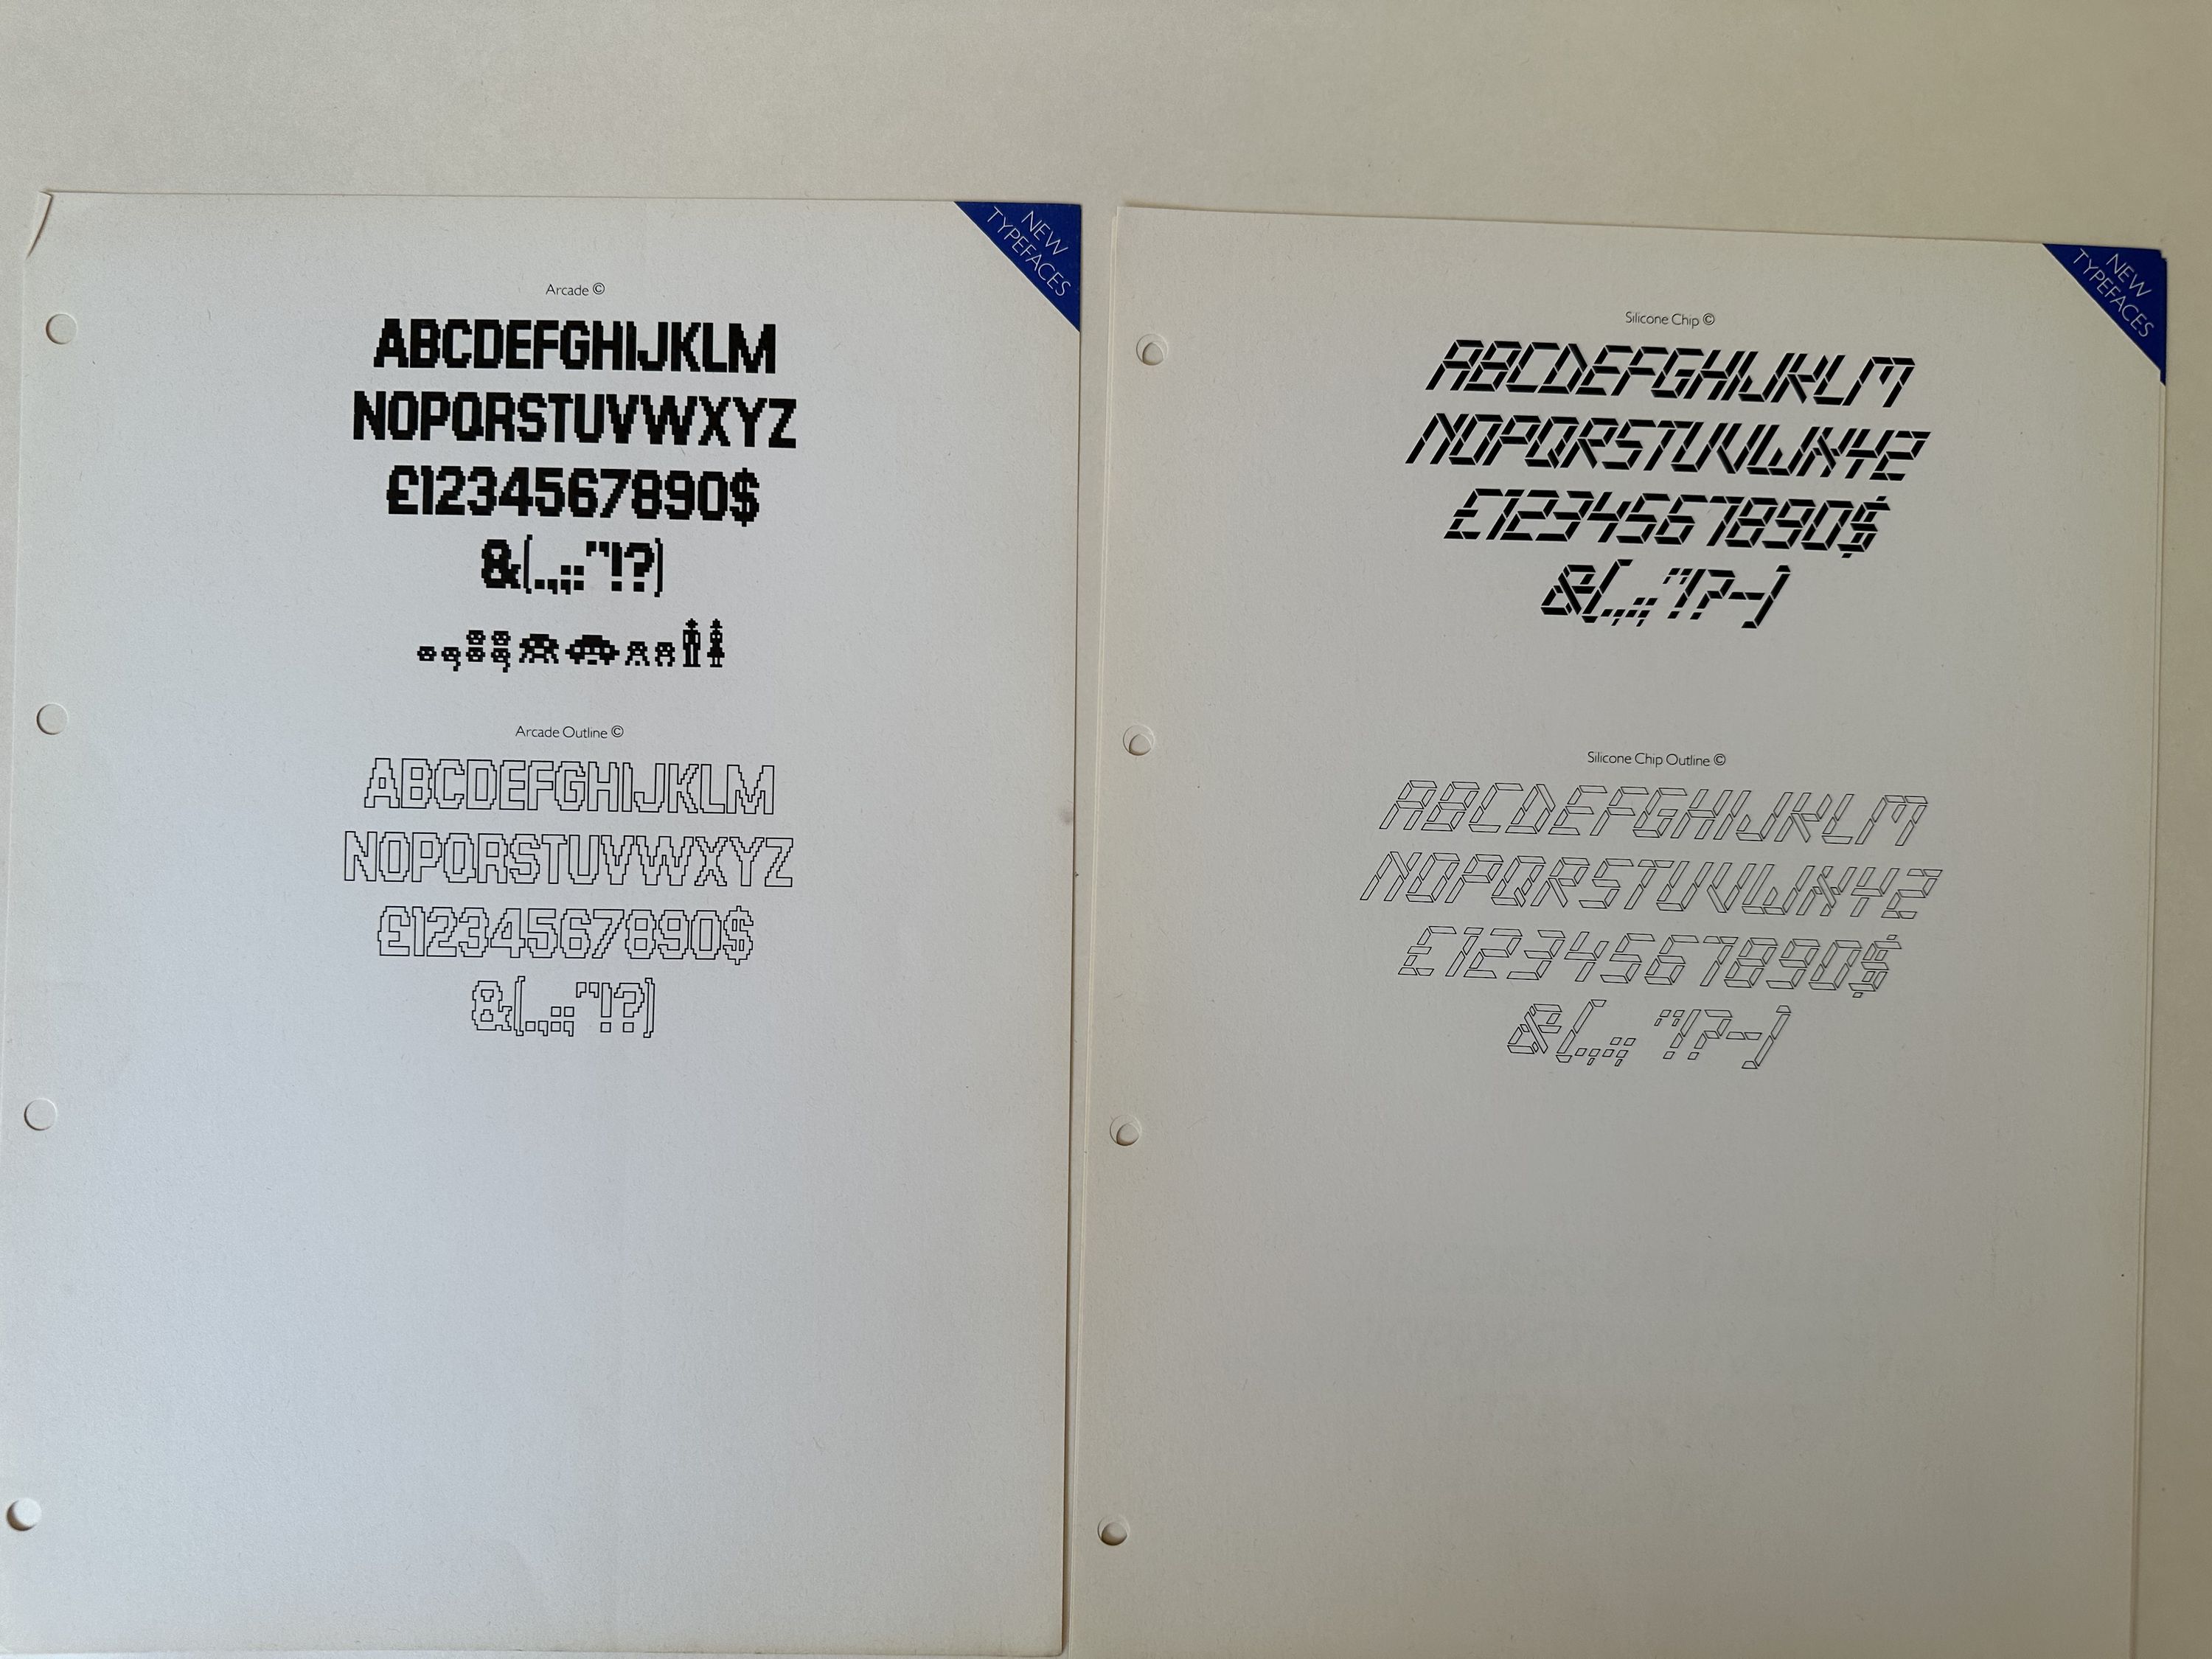 NEW
TYPEFACES
Arcade ©
ABCDEFGHIJKLM
NOPQRSTUVWXYZ
£1234567890$
&(.,:;"!?)
Arcade Outline ©
ABCDEFGHIJKLM
NOPQRSTUVWXYZ
£1234567890$
&(.,:;"!?)
NEW
TYPEFACES
Silicone Chip ©
ABCDEFGHIJKLM
NOPQRSTUVWXYZ
£1234567890$
&(.,:;"!?-)
Silicone Chip Outline ©
ABCDEFGHIJKLM
NOPQRSTUVWXYZ
£1234567890$
&(.,:;"!?-)